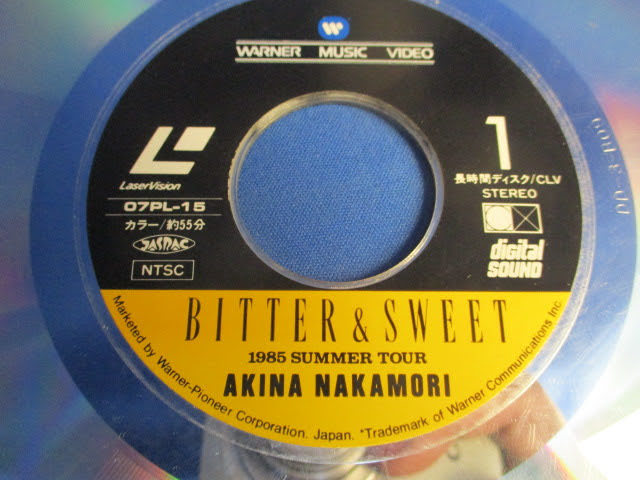 WARNER MUSIC VIDEO
LaserVision
07PL-15
カラー/約55分
JASRAC
NTSC
1
長時間ディスク/CLV
STEREO
digital
SOUND
BITTER & SWEET
1985 SUMMER TOUR
AKINA NAKAMORI
Marketed by Warner-Pioneer Corporation. Japan. *Trademark of Warner Communications Inc.